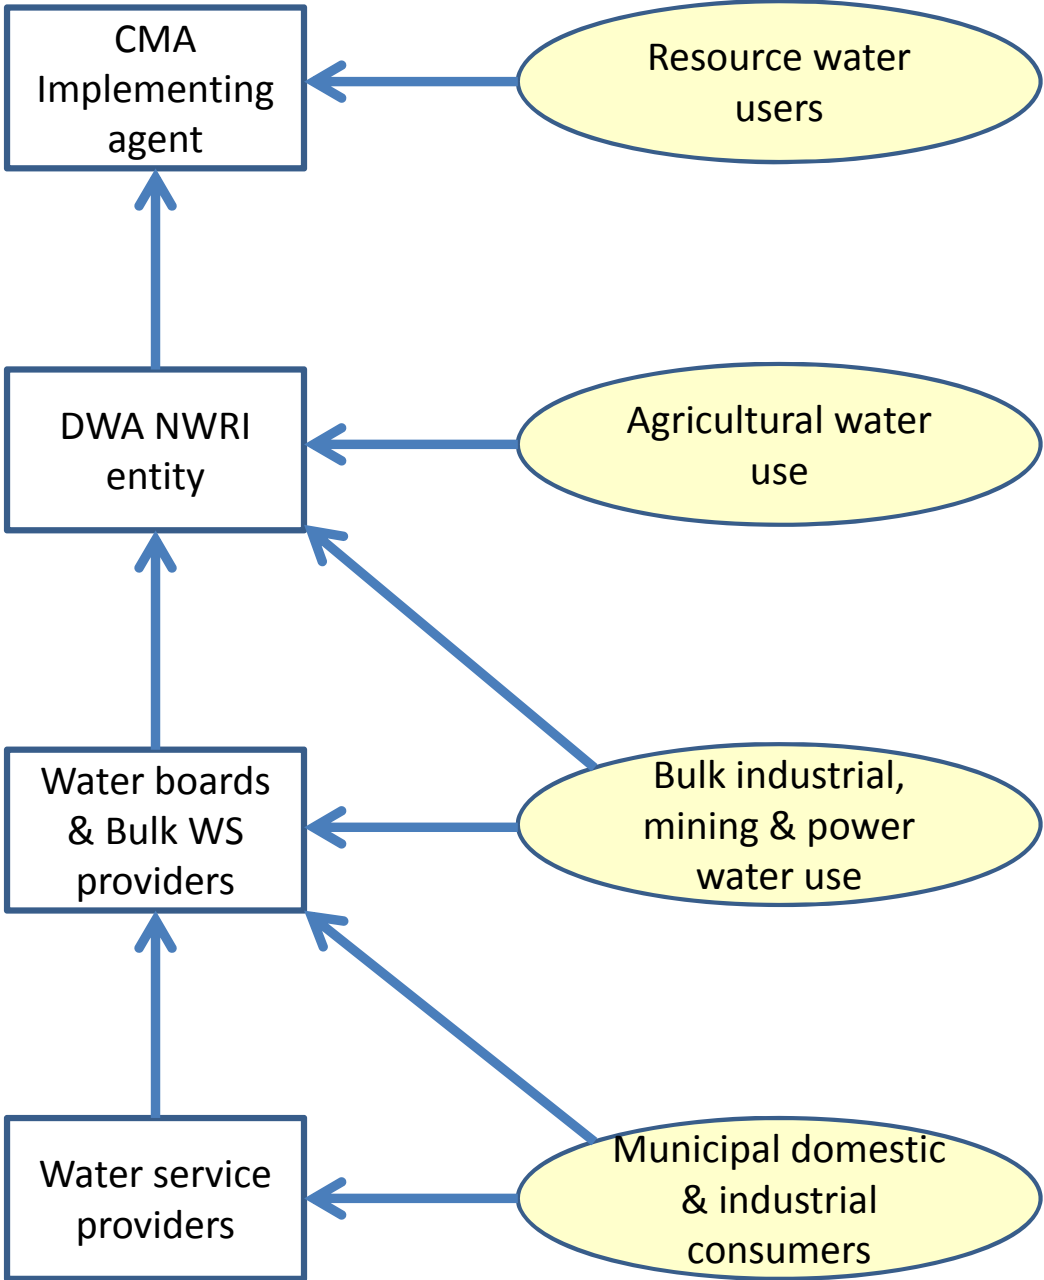 CMA
Implementing
agent
Resource water
users
DWA NWRI
entity
Agricultural water
use
Water boards
& Bulk WS
providers
Bulk industrial,
mining & power
water use
Water service
providers
Municipal domestic
& industrial
consumers